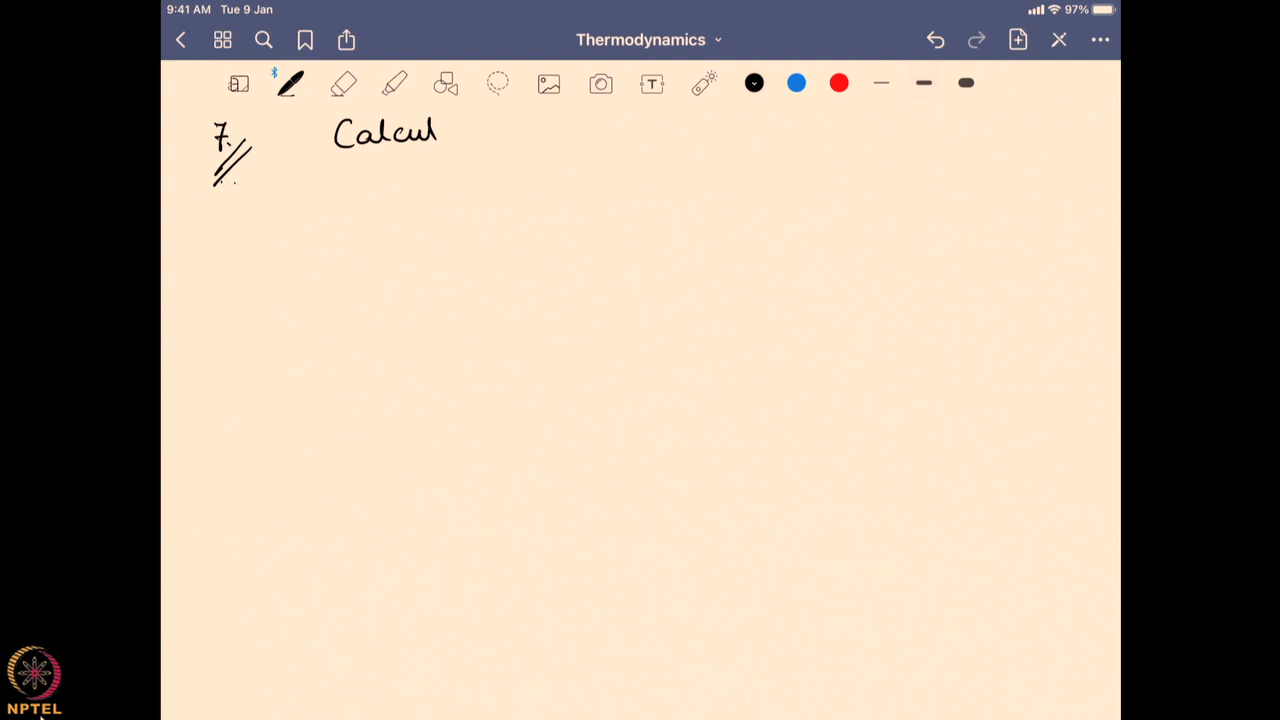 9:41 AM Tue 9 Jan 97%
Thermodynamics
T
7. Calcul
NPTEL